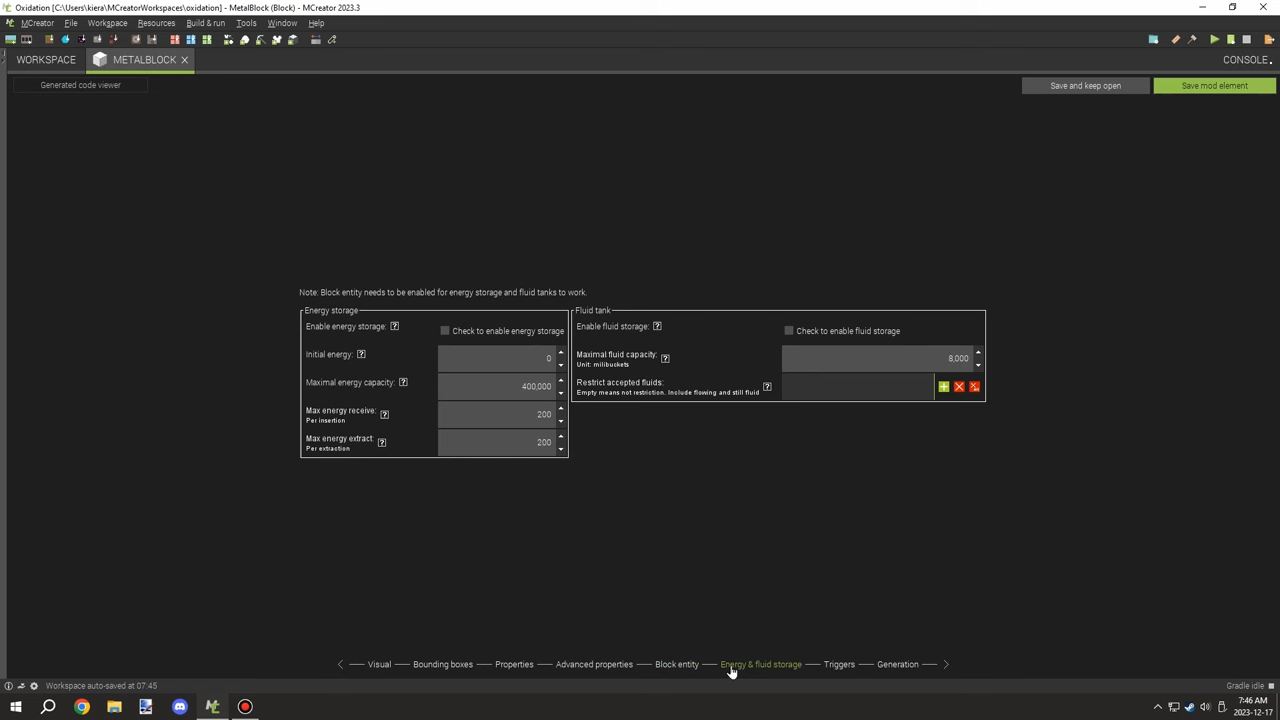 Oxidation [C:\Users\kiera\MCreatorWorkspaces\oxidation] - MetalBlock (Block) - MCreator 2023.3
MCreator File Workspace Resources Build & run Tools Window Help
WORKSPACE METALBLOCK CONSOLE
Generated code viewer Save and keep open Save mod element
Note: Block entity needs to be enabled for energy storage and fluid tanks to work.
Energy storage
Enable energy storage: ? Check to enable energy storage
Initial energy: ? 0
Maximal energy capacity: ? 400,000
Max energy receive: ? 200
Per insertion
Max energy extract: ? 200
Per extraction
Fluid tank
Enable fluid storage: ? Check to enable fluid storage
Maximal fluid capacity: ? 8,000
Unit: milibuckets
Restrict accepted fluids: ?
Empty means not restriction. Include flowing and still fluid
Visual Bounding boxes Properties Advanced properties Block entity Energy & fluid storage Triggers Generation
Workspace auto-saved at 07:45 Gradle idle
7:46 AM
2023-12-17